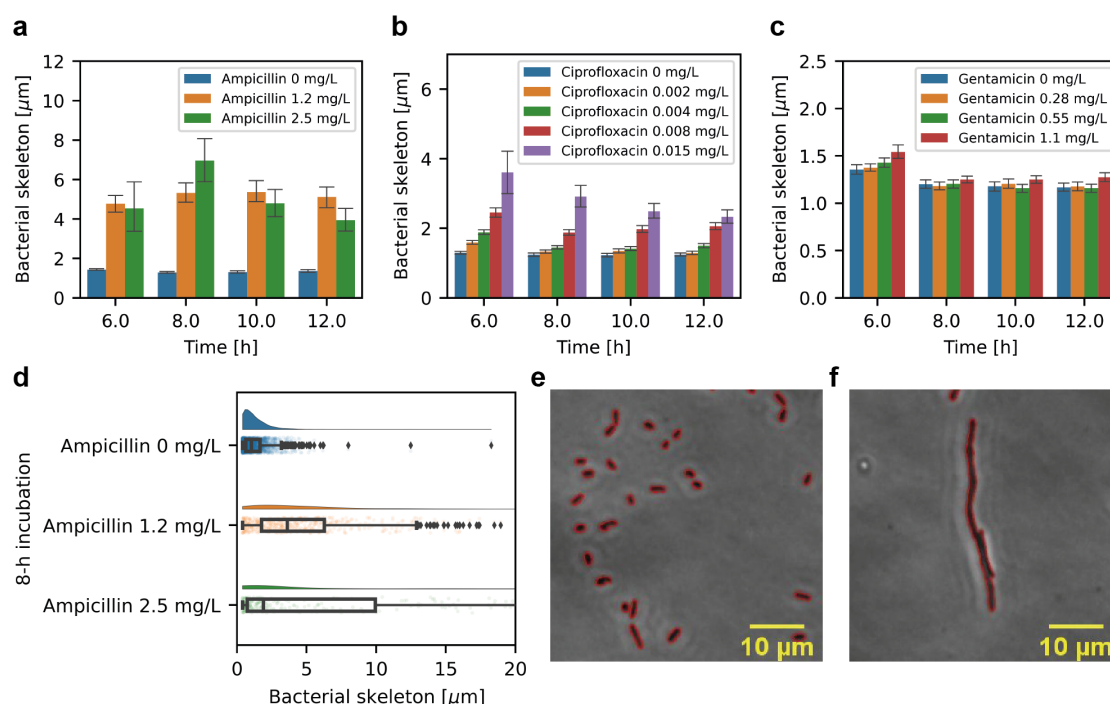 a
Bacterial skeleton [μm]
12
10
8
6
4
2
0
Ampicillin 0 mg/L
Ampicillin 1.2 mg/L
Ampicillin 2.5 mg/L
6.0 8.0 10.0 12.0
Time [h]
b
Bacterial skeleton [μm]
6
4
2
0
Ciprofloxacin 0 mg/L
Ciprofloxacin 0.002 mg/L
Ciprofloxacin 0.004 mg/L
Ciprofloxacin 0.008 mg/L
Ciprofloxacin 0.015 mg/L
6.0 8.0 10.0 12.0
Time [h]
c
Bacterial skeleton [μm]
2.5
2.0
1.5
1.0
0.5
0.0
Gentamicin 0 mg/L
Gentamicin 0.28 mg/L
Gentamicin 0.55 mg/L
Gentamicin 1.1 mg/L
6.0 8.0 10.0 12.0
Time [h]
d
8-h incubation
Ampicillin 0 mg/L
Ampicillin 1.2 mg/L
Ampicillin 2.5 mg/L
0 5 10 15 20
Bacterial skeleton [μm]
e
10 μm
f
10 μm